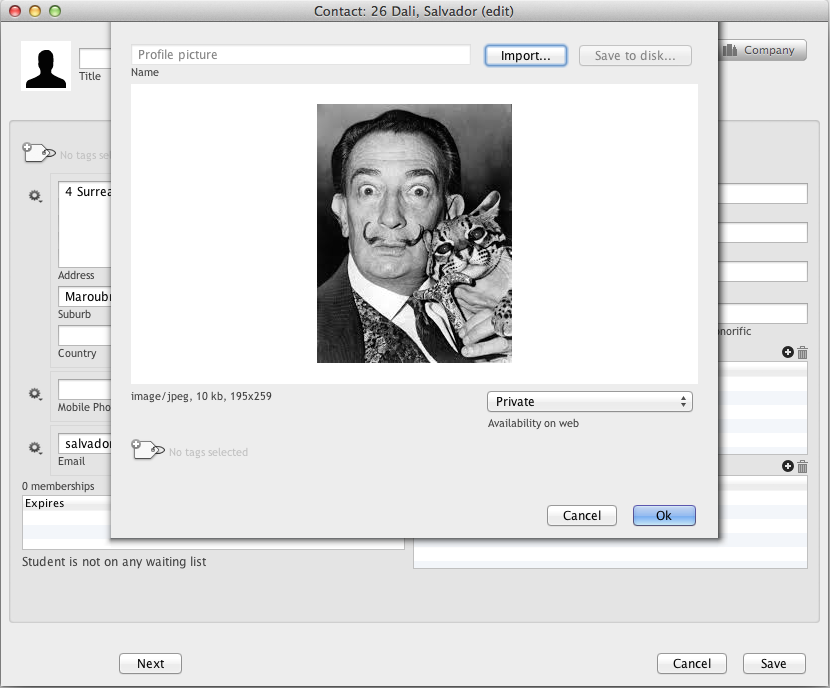 Contact: 26 Dali, Salvador (edit)
Profile picture
Import...
Save to disk...
Company
Title
Name
No tags sel
4 Surrea
Address
Maroubr
Suburb
Country
onorific
image/jpeg, 10 kb, 195x259
Private
Mobile Pho
Availability on web
salvador
No tags selected
Email
0 memberships
Expires
Cancel
Ok
Student is not on any waiting list
Next
Cancel
Save